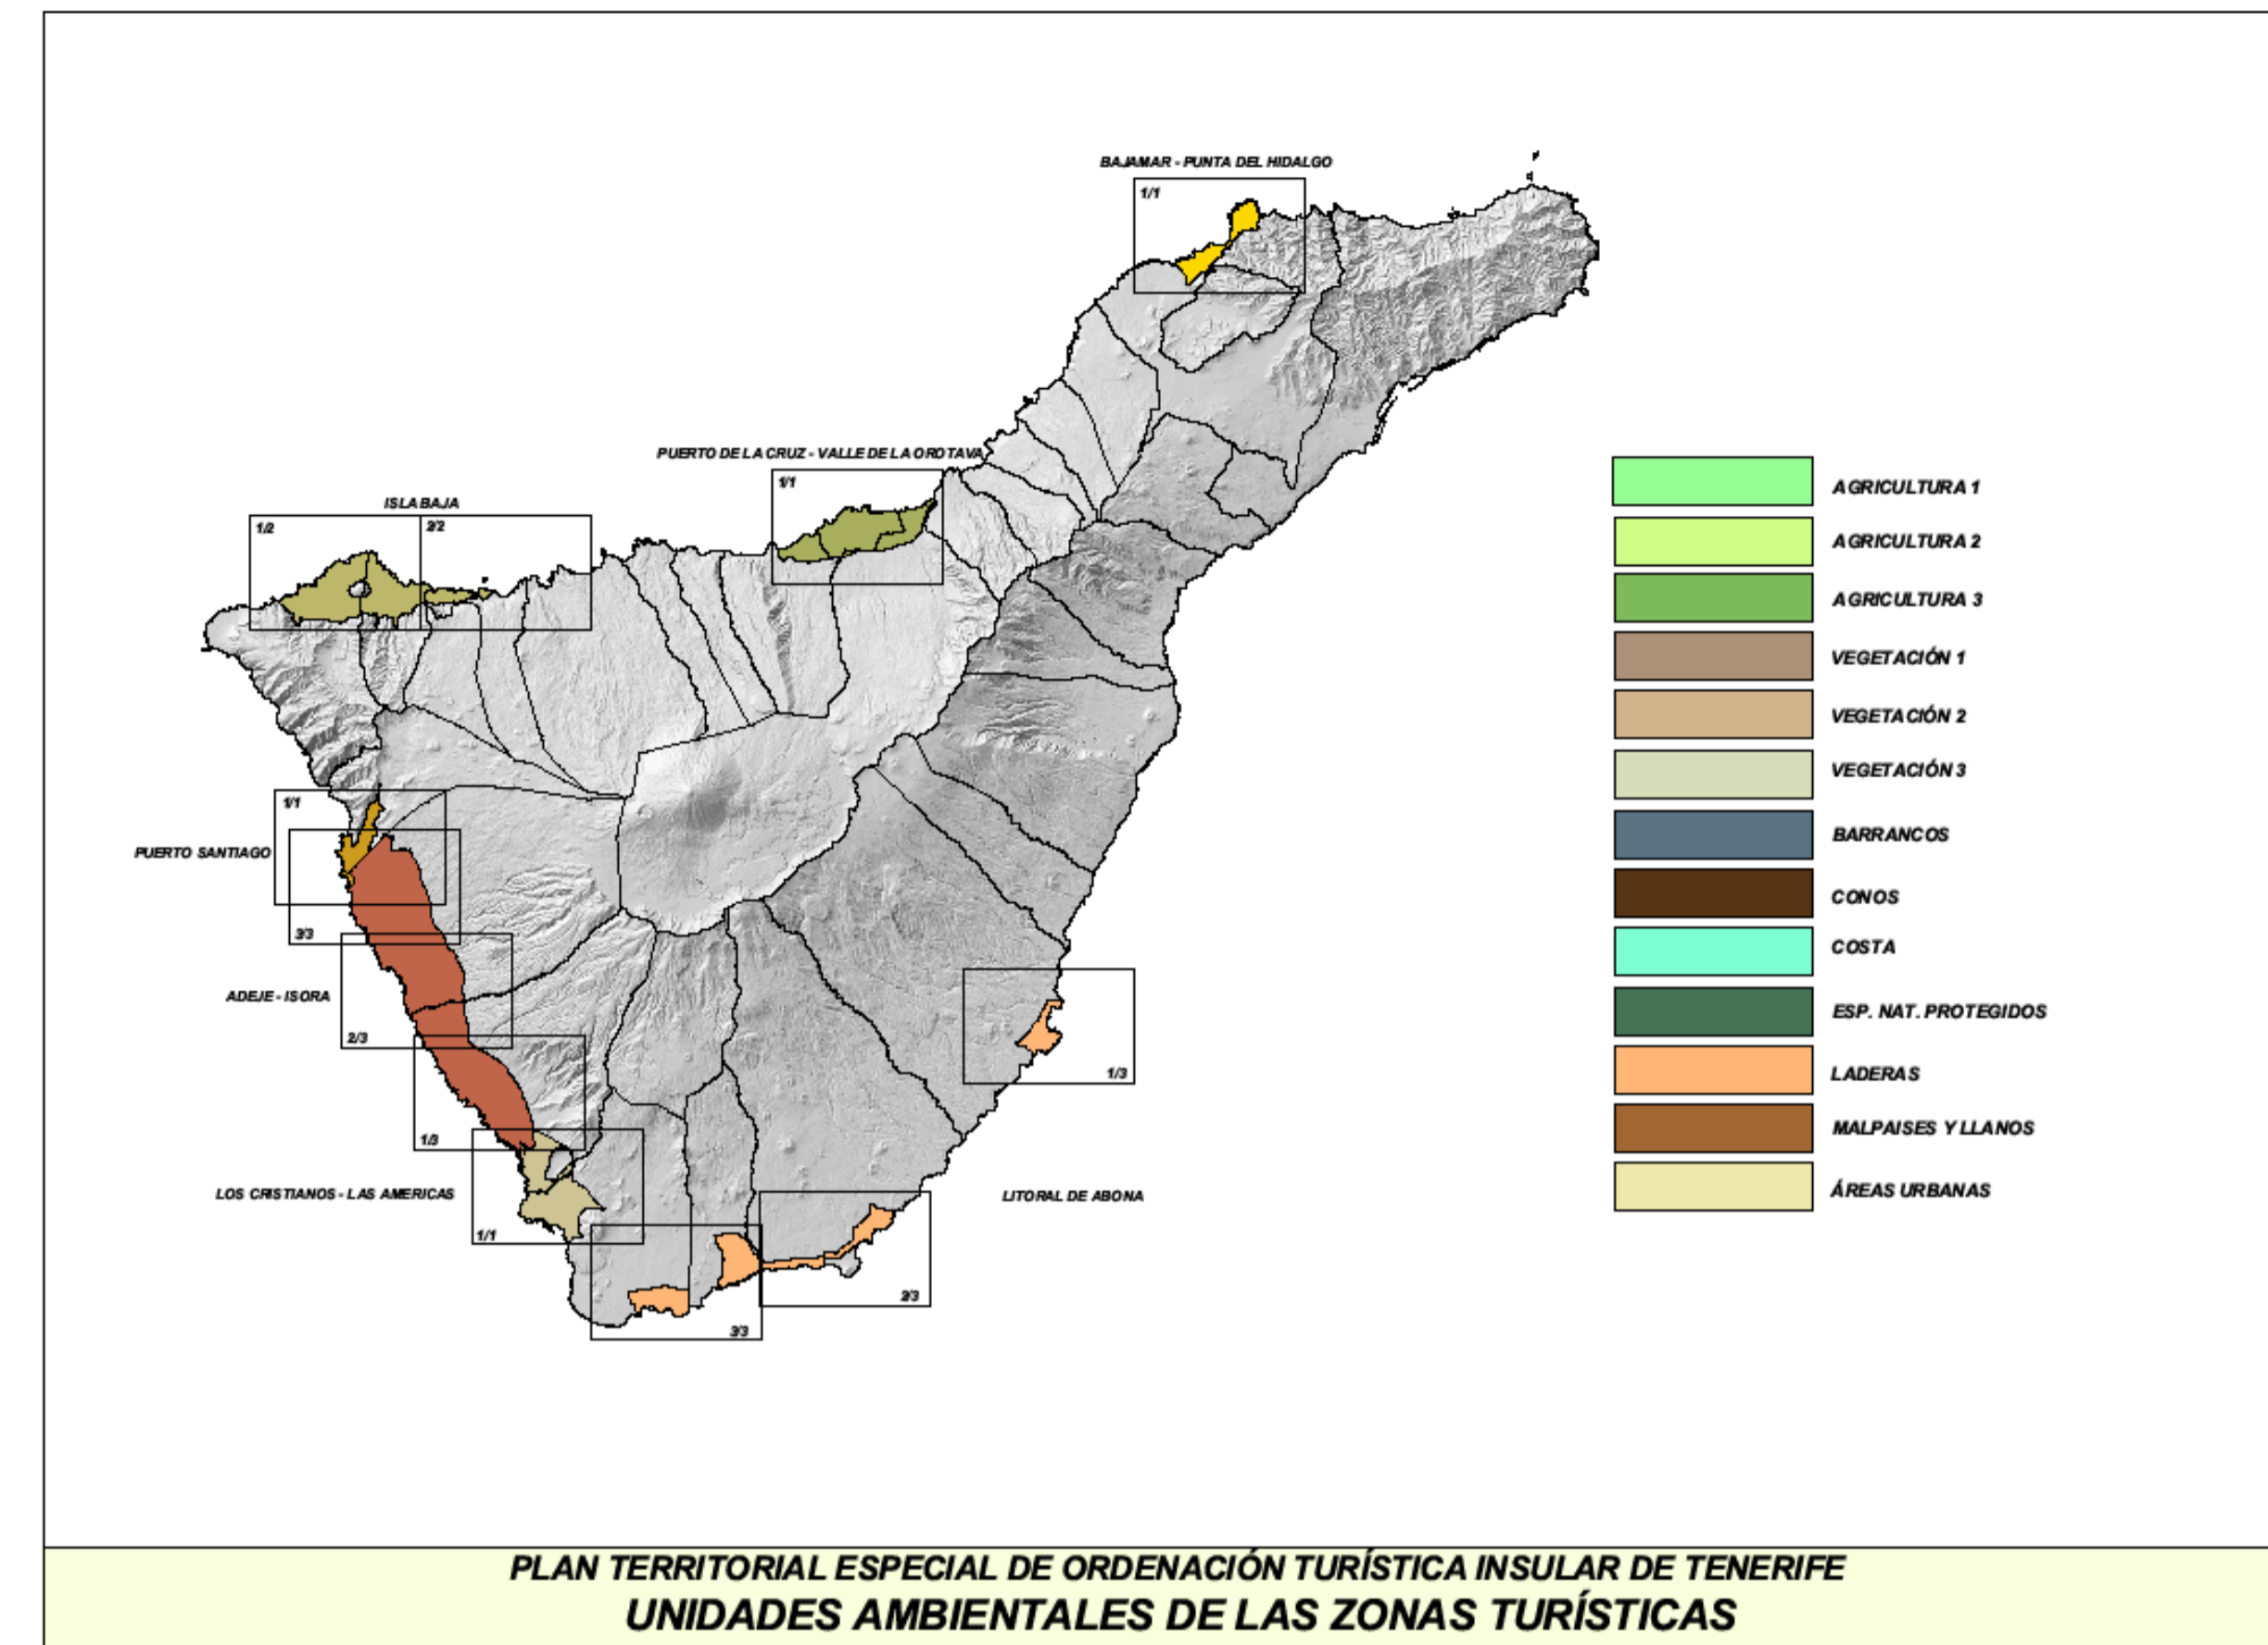 BAJAMAR - PUNTA DEL HIDALGO
1/1
PUERTO DE LA CRUZ - VALLE DE LA OROTAVA
1/1
ISLA BAJA
1/2
2/2
1/1
PUERTO SANTIAGO
3/3
ADEJE - ISORA
2/3
1/3
LOS CRISTIANOS - LAS AMERICAS
1/1
1/3
LITORAL DE ABONA
2/3
3/3
AGRICULTURA 1
AGRICULTURA 2
AGRICULTURA 3
VEGETACIÓN 1
VEGETACIÓN 2
VEGETACIÓN 3
BARRANCOS
CONOS
COSTA
ESP. NAT. PROTEGIDOS
LADERAS
MALPAISES Y LLANOS
ÁREAS URBANAS
PLAN TERRITORIAL ESPECIAL DE ORDENACIÓN TURÍSTICA INSULAR DE TENERIFE
UNIDADES AMBIENTALES DE LAS ZONAS TURÍSTICAS